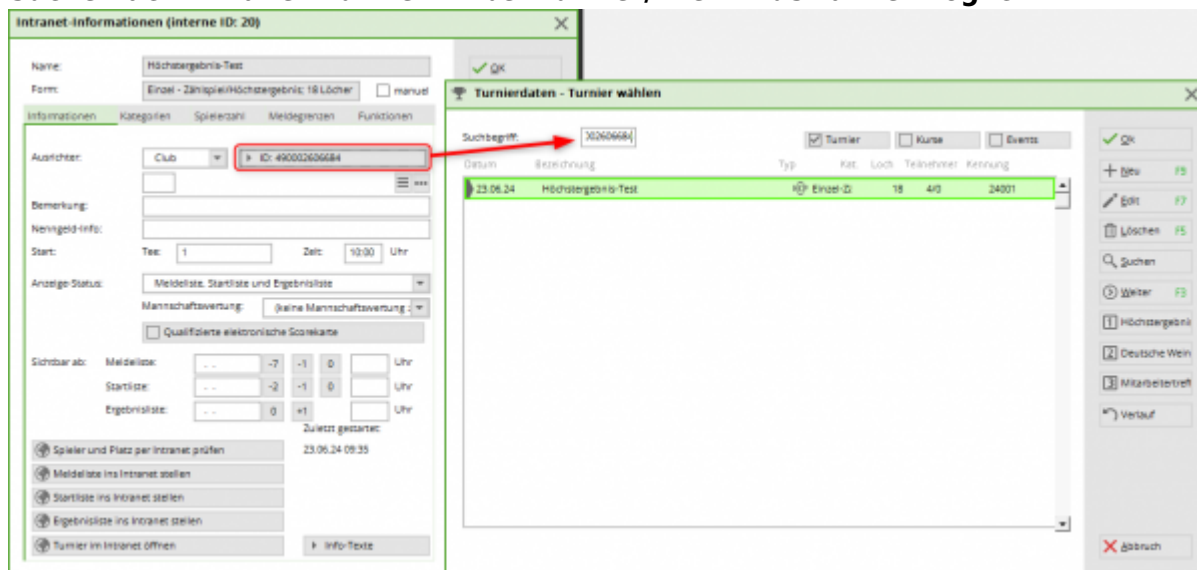 Intranet-Informationen (interne ID: 20)
Name: Höchstergebnis-Test
OK
Form: Einzel - Zählspiel/Höchstergebnis; 18 Löcher manuell
Informationen Kategorien Spielerzahl Meldegrenzen Funktionen
Ausrichter: Club ID: 490002606684
Bemerkung:
Nenngeld-Info:
Start: Tee: 1 Zeit: 10:00 Uhr
Anzeige-Status: Meldeliste, Startliste und Ergebnisliste
Mannschaftswertung: (keine Mannschaftswertung
Qualifizierte elektronische Scorekarte
Sichtbar ab: Meldeliste: -7 -1 0 Uhr
Startliste: -2 -1 0 Uhr
Ergebnisliste: 0 +1 Uhr
Zuletzt gestartet:
Spieler und Platz per Intranet prüfen 23.06.24 09:35
Meldeliste ins Intranet stellen
Startliste ins Intranet stellen
Ergebnisliste ins Intranet stellen
Turnier im Intranet öffnen Info-Texte
Turnierdaten - Turnier wählen
Suchbegriff: 002606684 Turnier Kurse Events
Datum Bezeichnung Typ Kat. Loch Teilnehmer Kennung
23.06.24 Höchstergebnis-Test Einzel-Zi 18 4/0 24001
Ok
Neu F9
Edit F7
Löschen F5
Suchen
Weiter F3
1 Höchstergebni
2 Deutsche Wein
3 Mitarbeitertreff
Verlauf
Abbruch